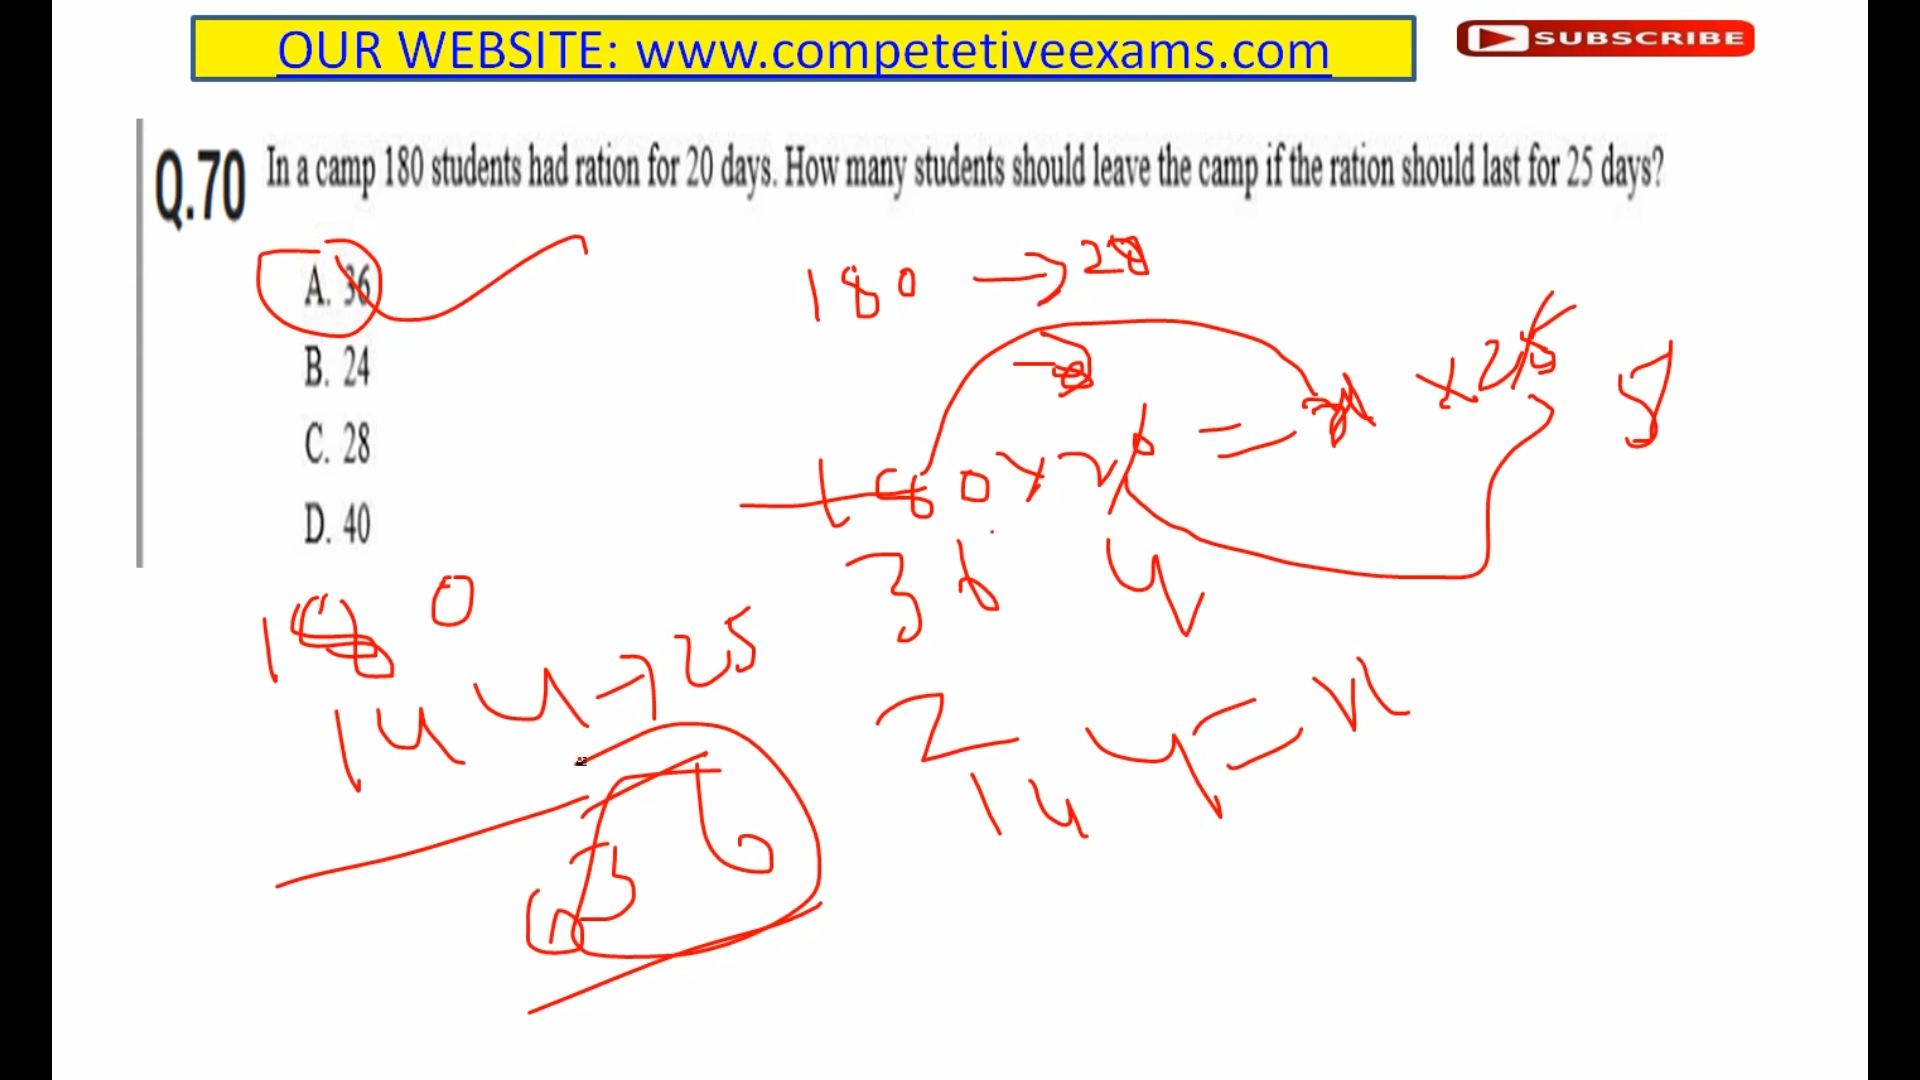 OUR WEBSITE: www.competetiveexams.com
SUBSCRIBE
Q.70 In a camp 180 students had ration for 20 days. How many students should leave the camp if the ration should last for 25 days?
A. 36
B. 24
C. 28
D. 40
180 → 20
180 x 20 = x x 25 5
36 4
180
144 → 25
144 = x
36